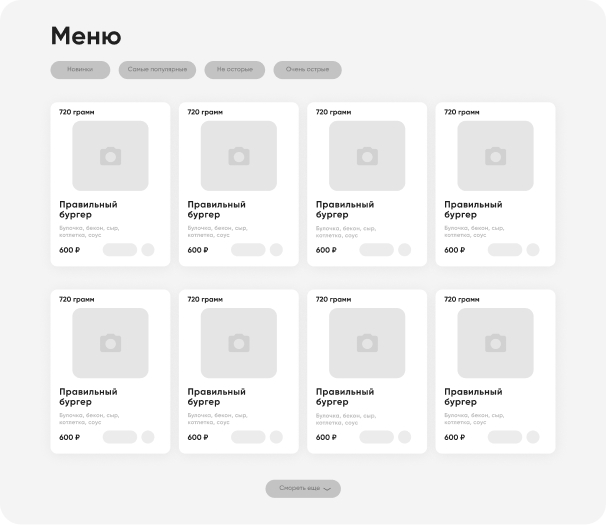 Меню
Новинки Самые популярные Не острые Очень острые
720 грамм 720 грамм 720 грамм 720 грамм
Правильный Правильный Правильный Правильный
бургер бургер бургер бургер
Булочка, бекон, сыр, Булочка, бекон, сыр, Булочка, бекон, сыр, Булочка, бекон, сыр,
котлетка, соус котлетка, соус котлетка, соус котлетка, соус
600 ₽ 600 ₽ 600 ₽ 600 ₽
720 грамм 720 грамм 720 грамм 720 грамм
Правильный Правильный Правильный Правильный
бургер бургер бургер бургер
Булочка, бекон, сыр, Булочка, бекон, сыр, Булочка, бекон, сыр, Булочка, бекон, сыр,
котлетка, соус котлетка, соус котлетка, соус котлетка, соус
600 ₽ 600 ₽ 600 ₽ 600 ₽
Смореть еще